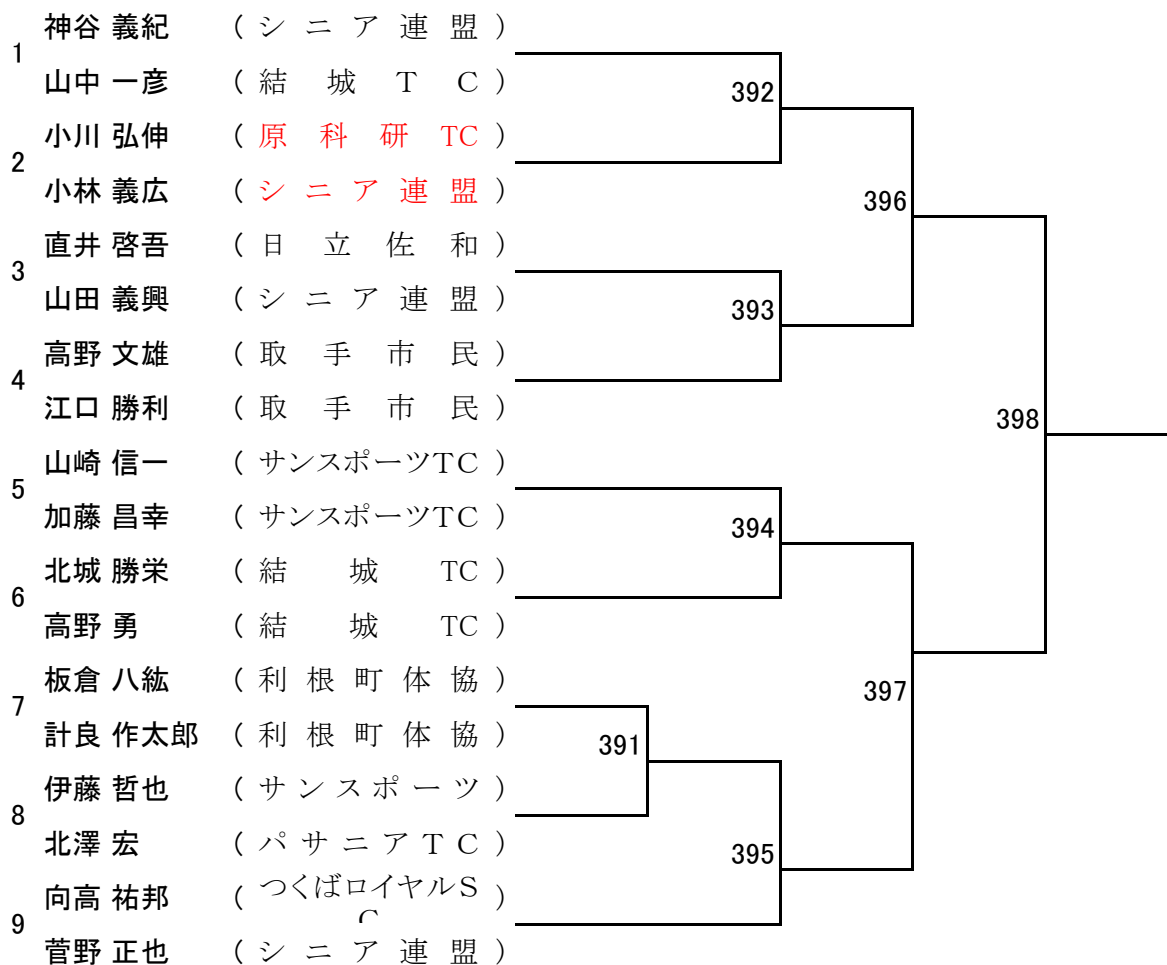 神谷 義紀 (シニア連盟)
1
山中 一彦 (結城TC)
392
小川 弘伸 (原科研TC)
2
小林 義広 (シニア連盟)
396
直井 啓吾 (日立佐和)
3
山田 義興 (シニア連盟)
393
高野 文雄 (取手市民)
4
江口 勝利 (取手市民)
398
山崎 信一 (サンスポーツTC)
5
加藤 昌幸 (サンスポーツTC)
394
北城 勝栄 (結城TC)
6
高野 勇 (結城TC)
板倉 八紘 (利根町体協)
397
7
計良 作太郎 (利根町体協)
391
伊藤 哲也 (サンスポーツ)
8
北澤 宏 (パサニアTC)
395
向高 祐邦 (つくばロイヤルSC)
9
菅野 正也 (シニア連盟)